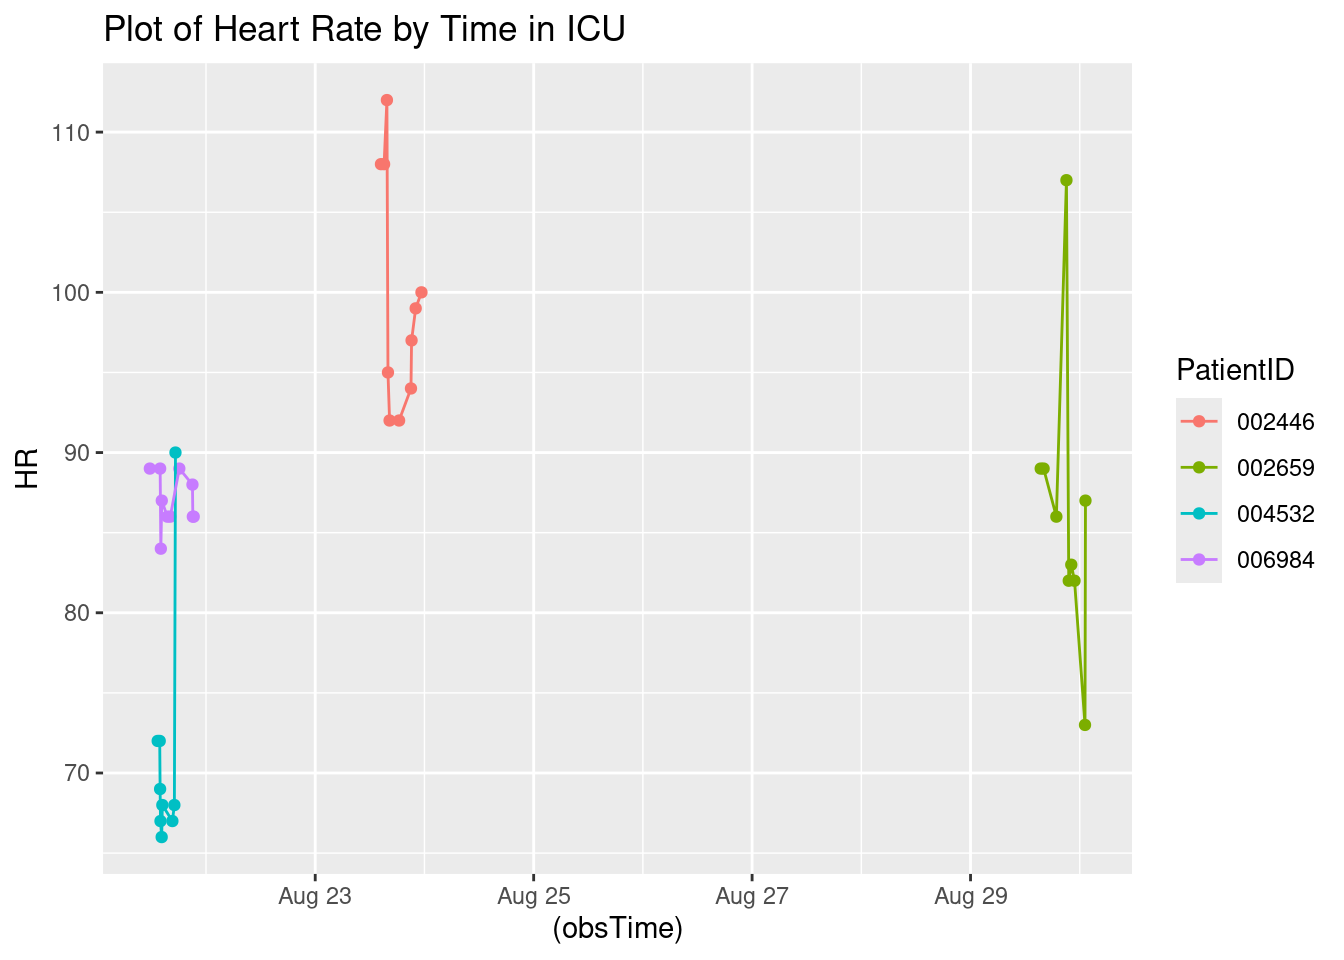 Plot of Heart Rate by Time in ICU
110
100
90
80
70
HR
Aug 23
Aug 25
Aug 27
Aug 29
(obsTime)
PatientID
002446
002659
004532
006984